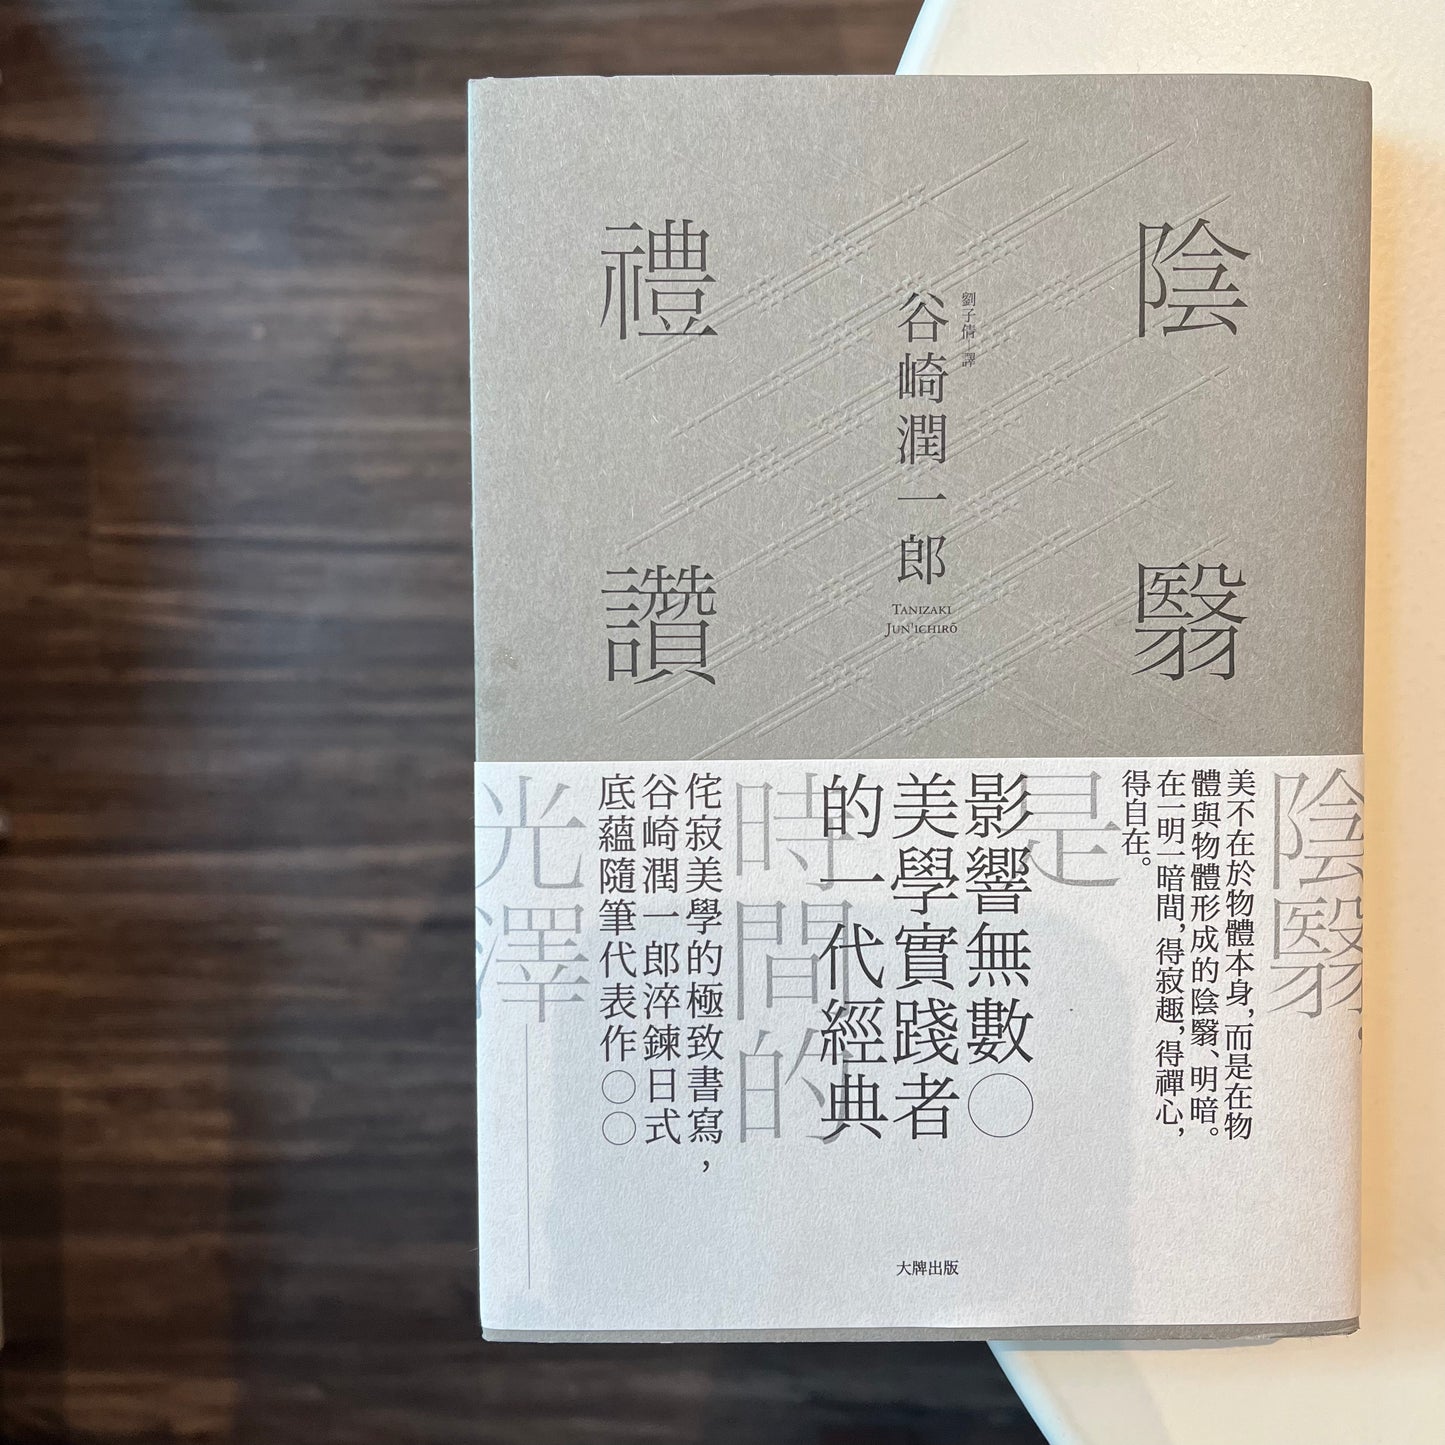 陰翳
禮讚
劉子倩｜譯
谷崎潤一郎
TANIZAKI
JUN'ICHIRŌ
陰翳，
是
時間的
光澤
美不在於物體本身，而是在物
體與物體形成的陰翳、明暗。
在一明一暗間，得寂趣，得禪心，
得自在。
影響無數○
美學實踐者
的一代經典
侘寂美學的極致書寫，
谷崎潤一郎淬鍊日式
底蘊隨筆代表作○○
大牌出版